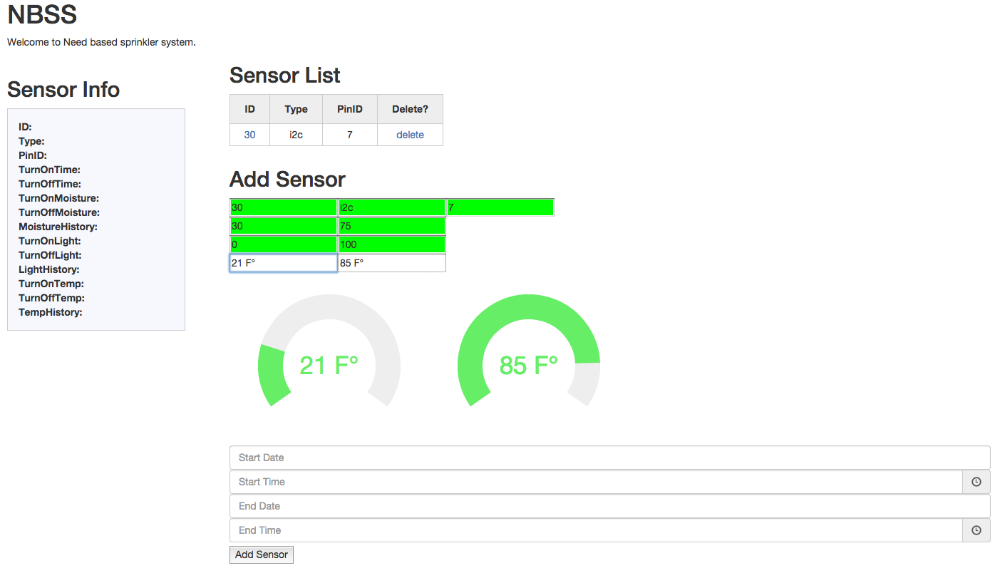 NBSS
Welcome to Need based sprinkler system.
Sensor Info
ID:
Type:
PinID:
TurnOnTime:
TurnOffTime:
TurnOnMoisture:
TurnOffMoisture:
MoistureHistory:
TurnOnLight:
TurnOffLight:
LightHistory:
TurnOnTemp:
TurnOffTemp:
TempHistory:
Sensor List
ID Type PinID Delete?
30 i2c 7 delete
Add Sensor
30 i2c 7
30 75
0 100
21 F° 85 F°
21 F° 85 F°
Start Date
Start Time
End Date
End Time
Add Sensor